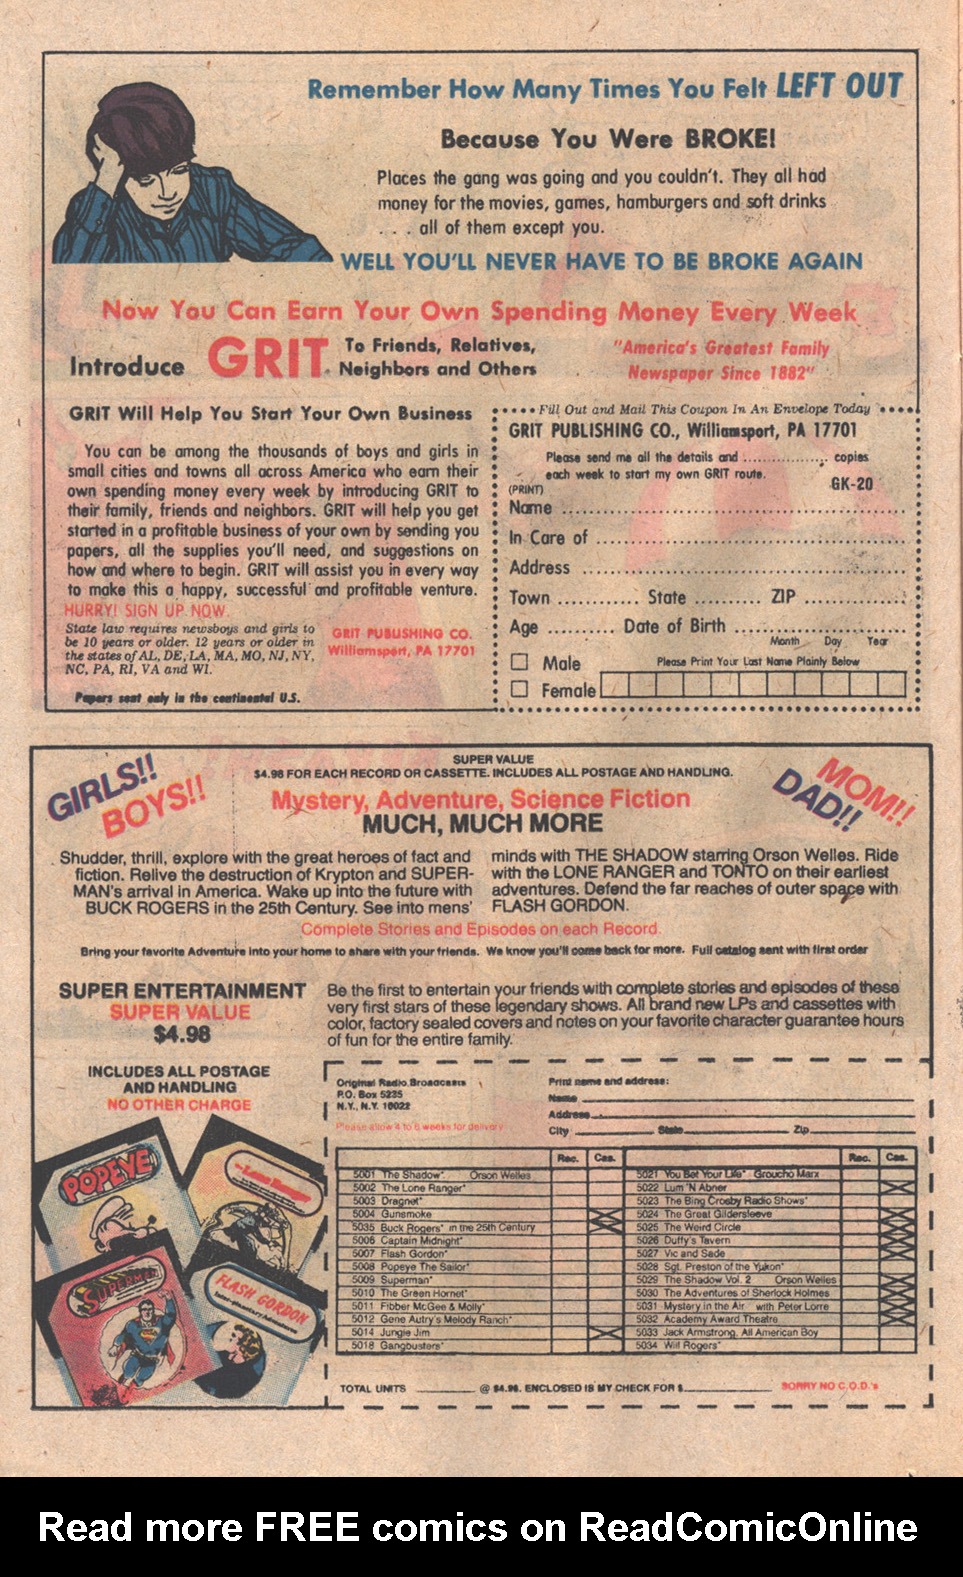 Remember How Many Times You Felt LEFT OUT
Because You Were BROKE!
Places the gang was going and you couldn't. They all had
money for the movies, games, hamburgers and soft drinks
. . . all of them except you.
WELL YOU'LL NEVER HAVE TO BE BROKE AGAIN
Now You Can Earn Your Own Spending Money Every Week
Introduce GRIT To Friends, Relatives,
Neighbors and Others
"America's Greatest Family
Newspaper Since 1882"
GRIT Will Help You Start Your Own Business
You can be among the thousands of boys and girls in
small cities and towns all across America who earn their
own spending money every week by introducing GRIT to
their family, friends and neighbors. GRIT will help you get
started in a profitable business of your own by sending you
papers, all the supplies you'll need, and suggestions on
how and where to begin. GRIT will assist you in every way
to make this a happy, successful and profitable venture.
HURRY! SIGN UP NOW
State law requires newsboys and girls to
be 10 years or older. 12 years or older in
the states of AL, DE, LA, MA, MO, NJ, NY,
NC, PA, RI, VA and WI.
GRIT PUBLISHING CO.
Williamsport, PA 17701
Papers sent only in the continental U.S.
Fill Out and Mail This Coupon In An Envelope Today
GRIT PUBLISHING CO., Williamsport, PA 17701
Please send me all the details and ................. copies
each week to start my own GRIT route.
(PRINT)
GK-20
Name
In Care of
Address
Town ........... State .......... ZIP
Age .......... Date of Birth
Month Day Year
Male
Please Print Your Last Name Plainly Below
Female
SUPER VALUE
$4.98 FOR EACH RECORD OR CASSETTE. INCLUDES ALL POSTAGE AND HANDLING.
GIRLS!!
BOYS!!
MOM!!
DAD!!
Mystery, Adventure, Science Fiction
MUCH, MUCH MORE
Shudder, thrill, explore with the great heroes of fact and
fiction. Relive the destruction of Krypton and SUPER-
MAN's arrival in America. Wake up into the future with
BUCK ROGERS in the 25th Century. See into mens'
minds with THE SHADOW starring Orson Welles. Ride
with the LONE RANGER and TONTO on their earliest
adventures. Defend the far reaches of outer space with
FLASH GORDON.
Complete Stories and Episodes on each Record.
Bring your favorite Adventure into your home to share with your friends. We know you'll come back for more. Full catalog sent with first order
SUPER ENTERTAINMENT
SUPER VALUE
$4.98
INCLUDES ALL POSTAGE
AND HANDLING
NO OTHER CHARGE
Be the first to entertain your friends with complete stories and episodes of these
very first stars of these legendary shows. All brand new LPs and cassettes with
color, factory sealed covers and notes on your favorite character guarantee hours
of fun for the entire family.
POPEYE
The Lone Ranger
SUPERMAN
FLASH GORDON
Interplanetary Adventures
Original Radio Broadcasts
P.O. Box 5235
N.Y., N.Y. 10022
Please allow 4 to 6 weeks for delivery
Print name and address:
Name
Address
City State Zip
Rec. Cas.
5001 The Shadow* Orson Welles
5002 The Lone Ranger*
5003 Dragnet*
5004 Gunsmoke
5035 Buck Rogers* in the 25th Century
5006 Captain Midnight*
5007 Flash Gordon*
5008 Popeye The Sailor*
5009 Superman*
5010 The Green Hornet*
5011 Fibber McGee & Molly*
5012 Gene Autry's Melody Ranch*
5014 Jungle Jim
5018 Gangbusters*
Rec. Cas.
5021 You Bet Your Life* Groucho Marx
5022 Lum 'N Abner
5023 The Bing Crosby Radio Shows*
5024 The Great Gildersleeve
5025 The Weird Circle
5026 Duffy's Tavern
5027 Vic and Sade
5028 Sgt. Preston of the Yukon*
5029 The Shadow Vol. 2 Orson Welles
5030 The Adventures of Sherlock Holmes
5031 Mystery in the Air with Peter Lorre
5032 Academy Award Theatre
5033 Jack Armstrong, All American Boy
5034 Will Rogers*
TOTAL UNITS ________ @ $4.98. ENCLOSED IS MY CHECK FOR $________
SORRY NO C.O.D.'s
Read more FREE comics on ReadComicOnline